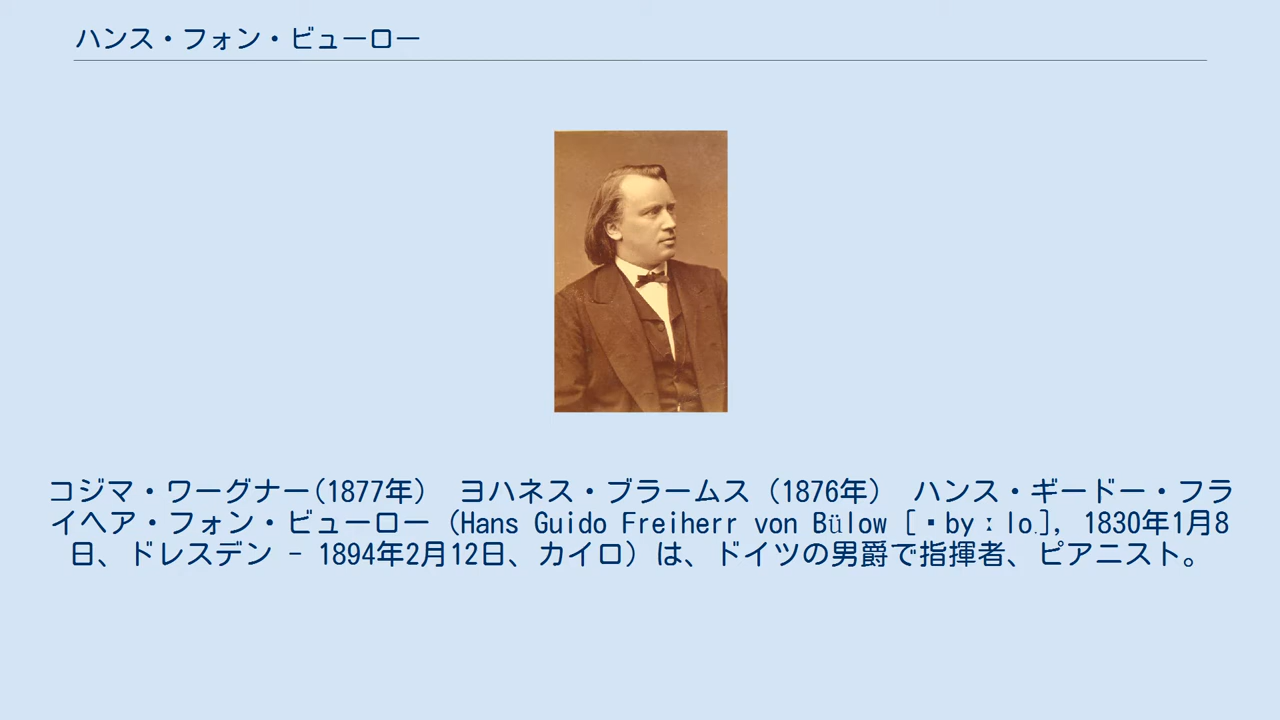 ハンス・フォン・ビューロー
コジマ・ワーグナー(1877年)　ヨハネス・ブラームス（1876年）　ハンス・ギードー・フラ
イヘア・フォン・ビューロー（Hans Guido Freiherr von Bülow [ˈbyːlo], 1830年1月8
日、ドレスデン - 1894年2月12日、カイロ）は、ドイツの男爵で指揮者、ピアニスト。